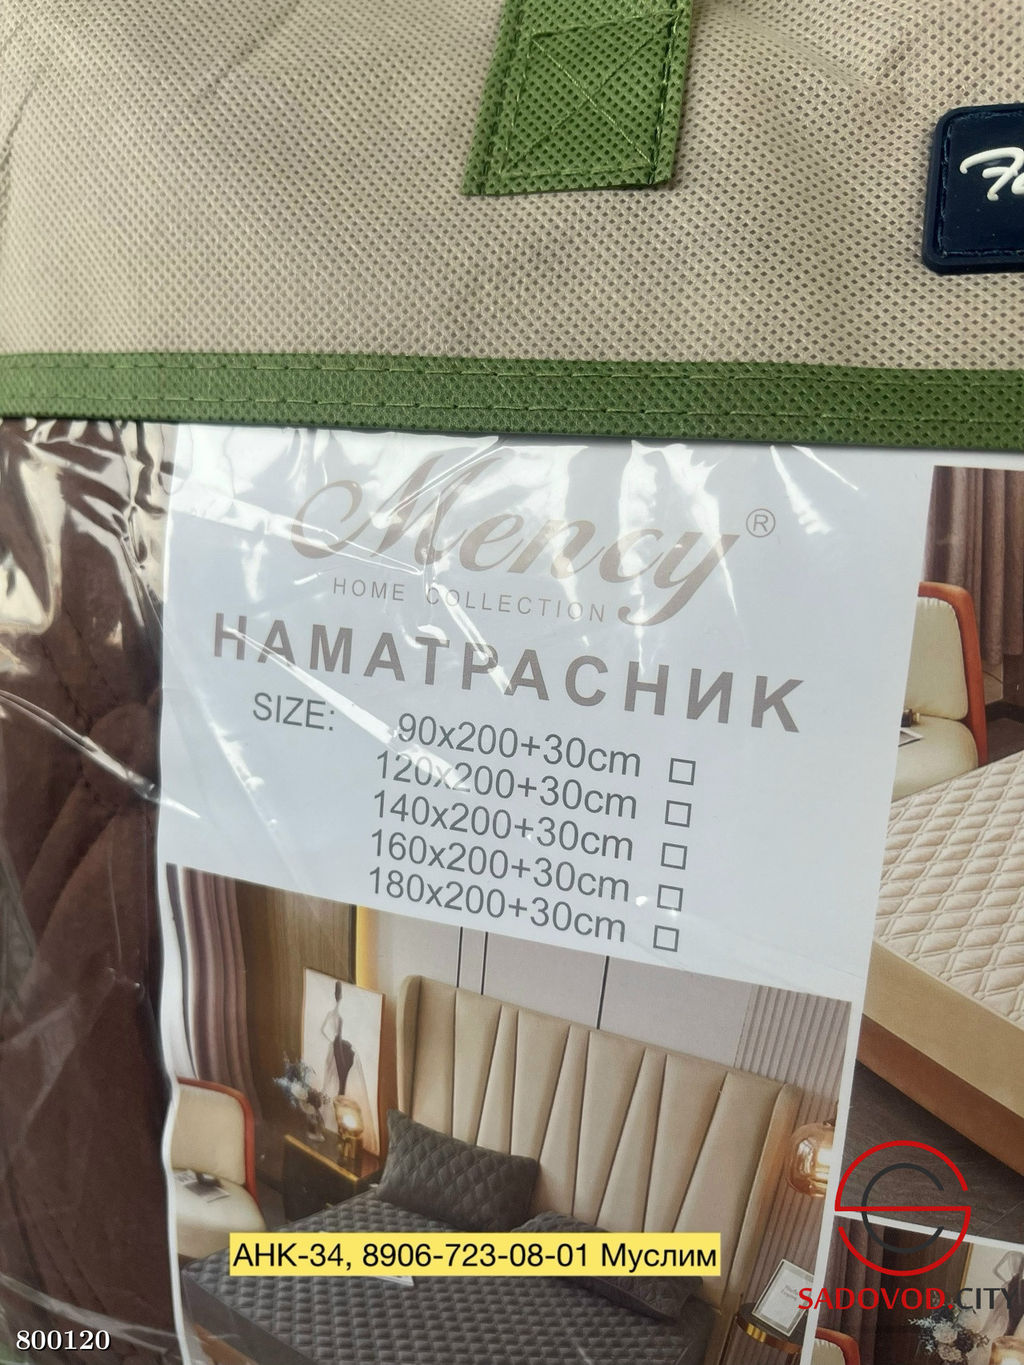 Mency®
HOME COLLECTION
НАМАТРАСНИК
SIZE: 90x200+30cm
120x200+30cm
140x200+30cm
160x200+30cm
180x200+30cm
АНК-34, 8906-723-08-01 Муслим
SADOVOD.CITY
800120